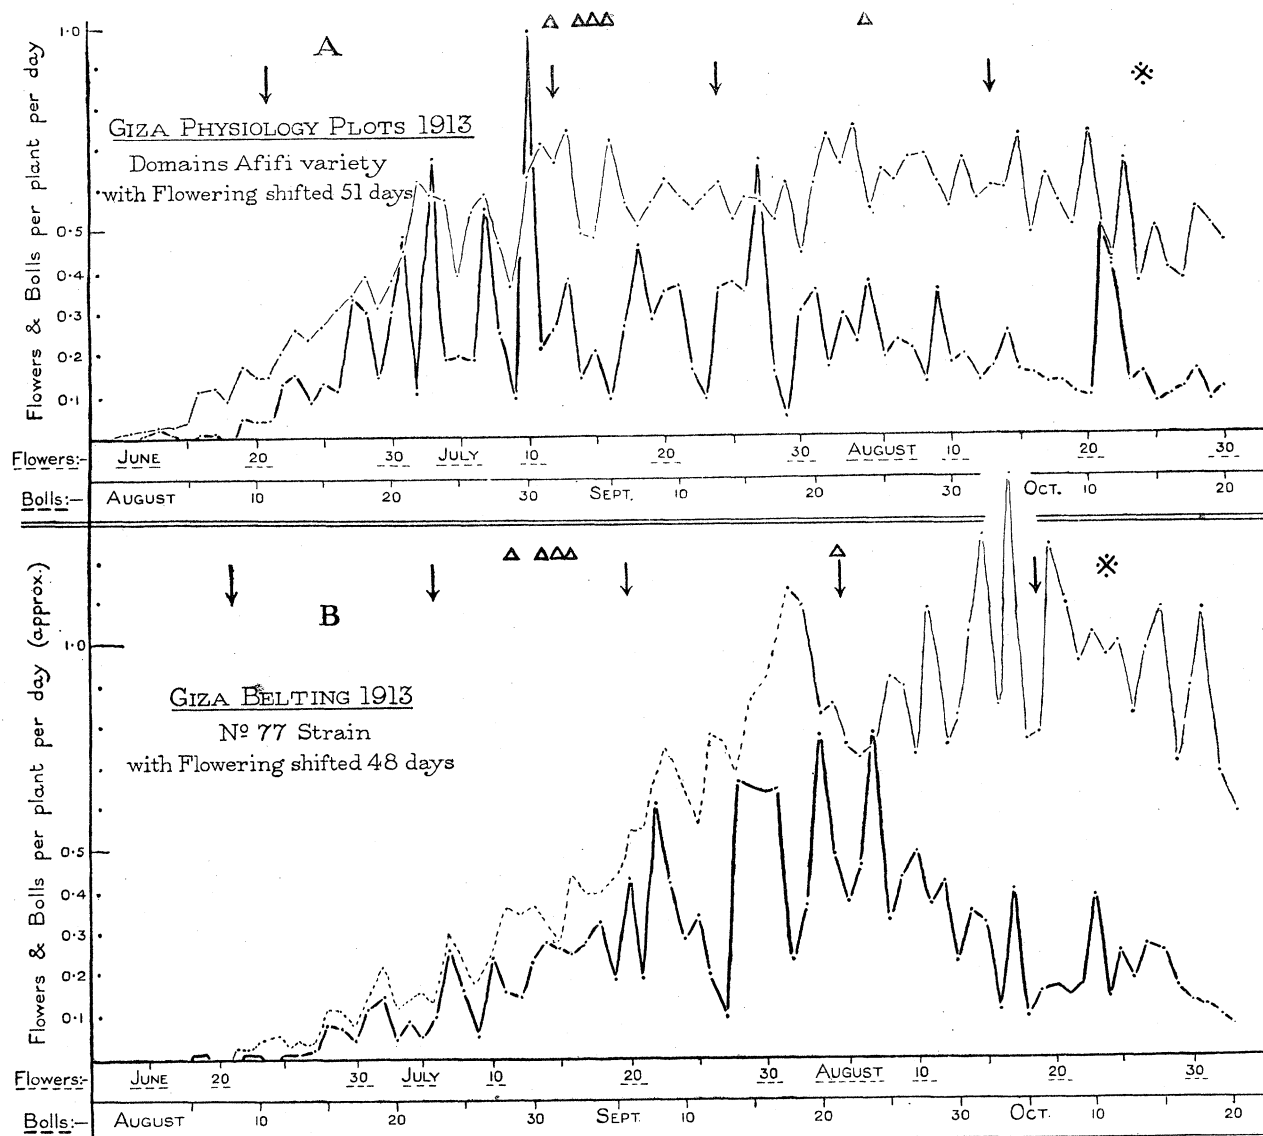 1.0
A
GIZA PHYSIOLOGY PLOTS 1913
Domains Afifi variety
with Flowering shifted 51 days
Flowers & Bolls per plant per day
0.5
0.4
0.3
0.2
0.1
Flowers:- JUNE 20 30 JULY 10 20 30 AUGUST 10 20 30
Bolls:- AUGUST 10 20 30 SEPT. 10 20 30 OCT. 10 20
B
1.0
GIZA BELTING 1913
Nº 77 Strain
with Flowering shifted 48 days
Flowers & Bolls per plant per day (approx.)
0.5
0.4
0.3
0.2
0.1
Flowers:- JUNE 20 30 JULY 10 20 30 AUGUST 10 20 30
Bolls:- AUGUST 10 20 30 SEPT. 10 20 30 OCT. 10 20